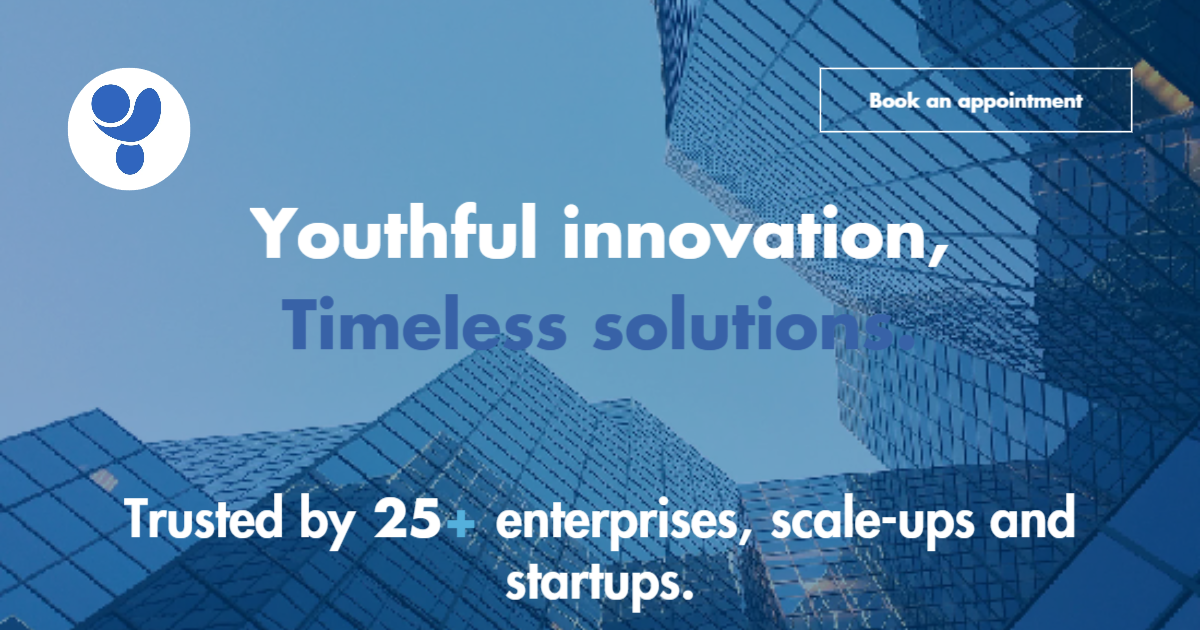 Book an appointment
Youthful innovation,
Timeless solutions.
Trusted by 25+ enterprises, scale-ups and
startups.